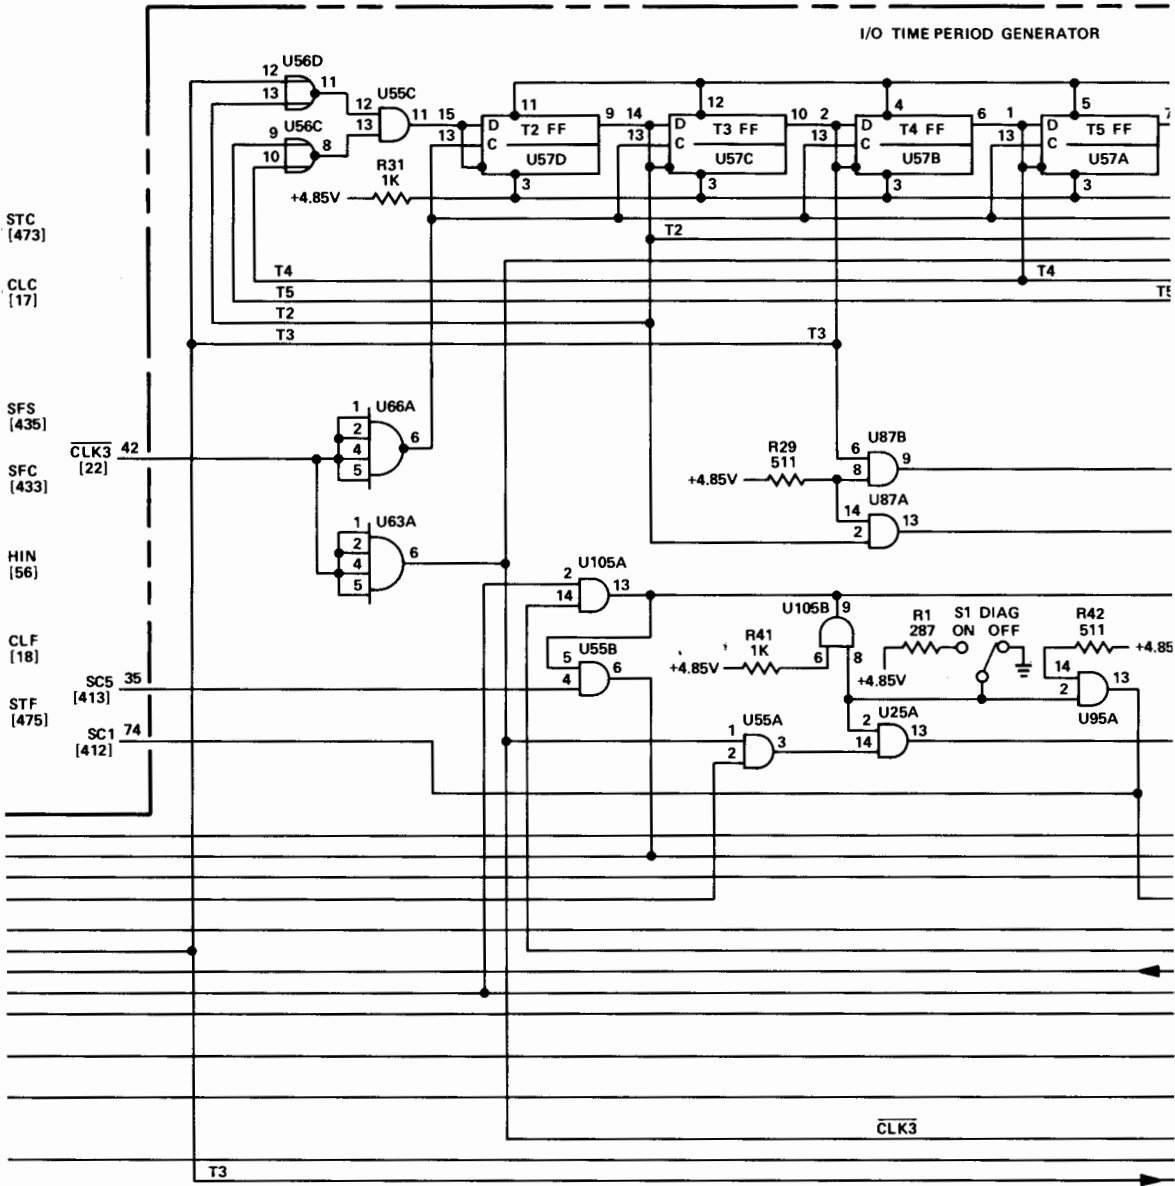 I/O TIME PERIOD GENERATOR
U56D
12
13
11
U55C
12
13
11
U56C
9
10
8
15
13
D
C
11
T2 FF
U57D
3
9
14
13
D
C
12
T3 FF
U57C
3
10
2
13
D
C
4
T4 FF
U57B
3
6
1
13
D
C
5
T5 FF
U57A
3
7
R31
1K
+4.85V
STC
[473]
CLC
[17]
T2
T4
T4
T5
T5
T2
T3
T3
SFS
[435]
SFC
[433]
HIN
[56]
CLF
[18]
STF
[475]
CLK3
[22]
42
U66A
1
2
4
5
6
U63A
1
2
4
5
6
R29
511
+4.85V
U87B
6
8
9
U87A
14
2
13
U105A
2
14
13
U105B
9
6
8
R41
1K
+4.85V
U55B
5
4
6
R1
287
+4.85V
S1 DIAG
ON OFF
R42
511
+4.85
14
2
13
U95A
SC5
[413]
35
SC1
[412]
74
U55A
1
2
3
U25A
2
14
13
CLK3
T3